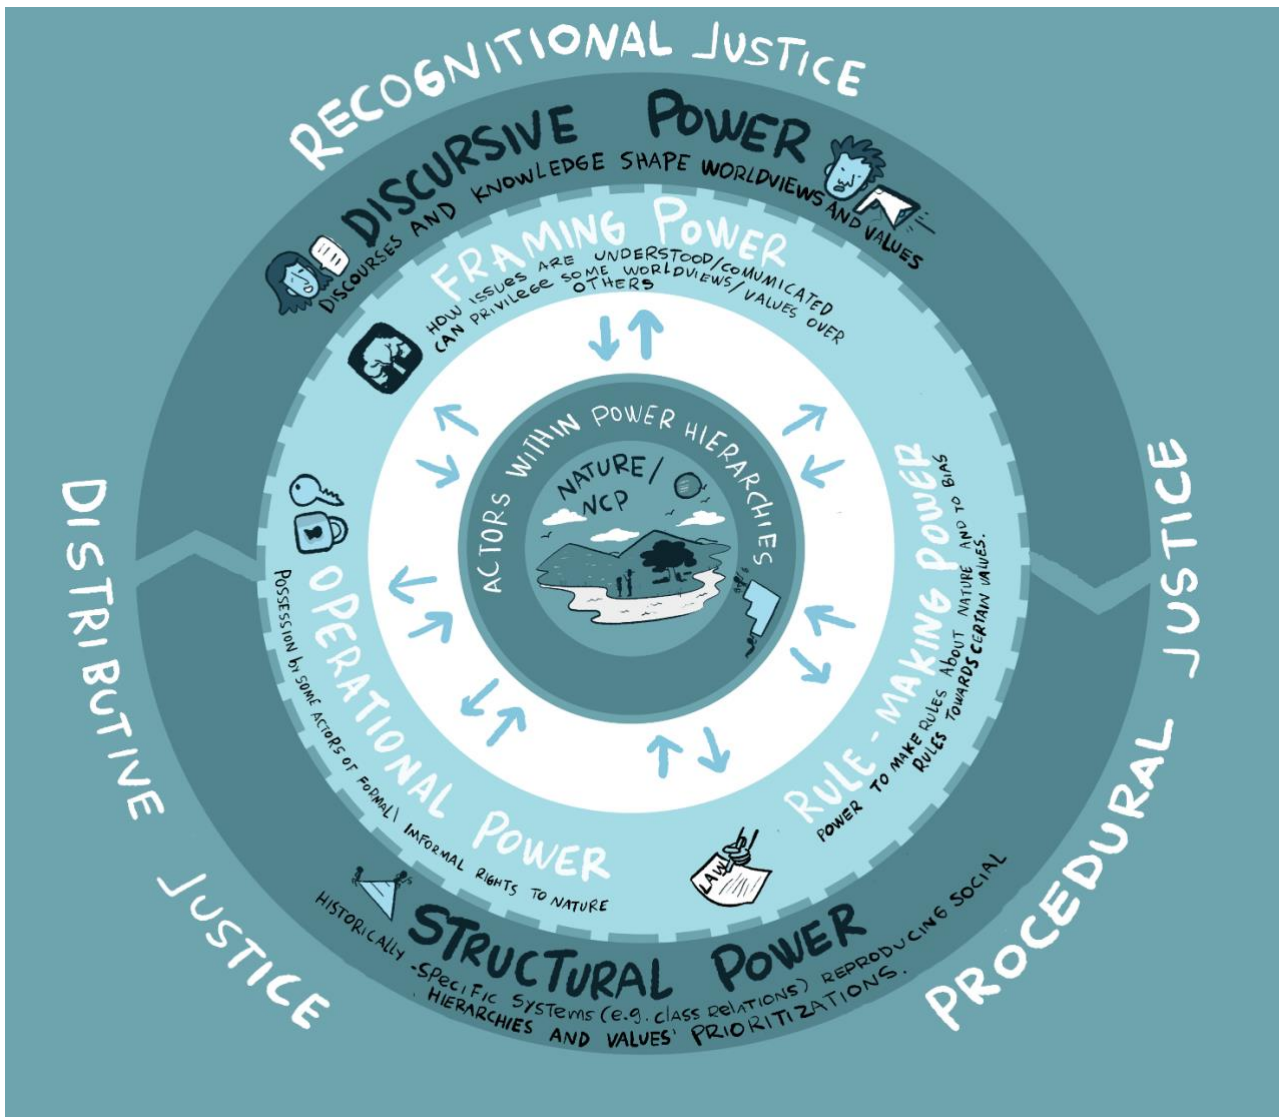 RECOGNITIONAL JUSTICE
DISCURSIVE POWER
DISCOURSES AND KNOWLEDGE SHAPE WORLDVIEWS AND VALUES
FRAMING POWER
HOW ISSUES ARE UNDERSTOOD/COMUMICATED
CAN PRIVILEGE SOME WORLDVIEWS/VALUES OVER
OTHERS
ACTORS WITHIN POWER HIERARCHIES
NATURE/
NCP
RULE-MAKING POWER
POWER TO MAKE RULES ABOUT NATURE AND TO BIAS
RULES TOWARDS CERTAIN VALUES.
LAW
OPERATIONAL POWER
POSSESSION by SOME ACTORS OF FORMAL\ IMFORMAL RIGHTS TO NATURE
STRUCTURAL POWER
HISTORICALLY-SPECIFIC SYSTEMS (e.g. CLASS RELATIONS) REPRODUCING SOCIAL
HIERARCHIES AND VALUES' PRIORITIZATIONS.
DISTRIBUTIVE JUSTICE
PROCEDURAL JUSTICE